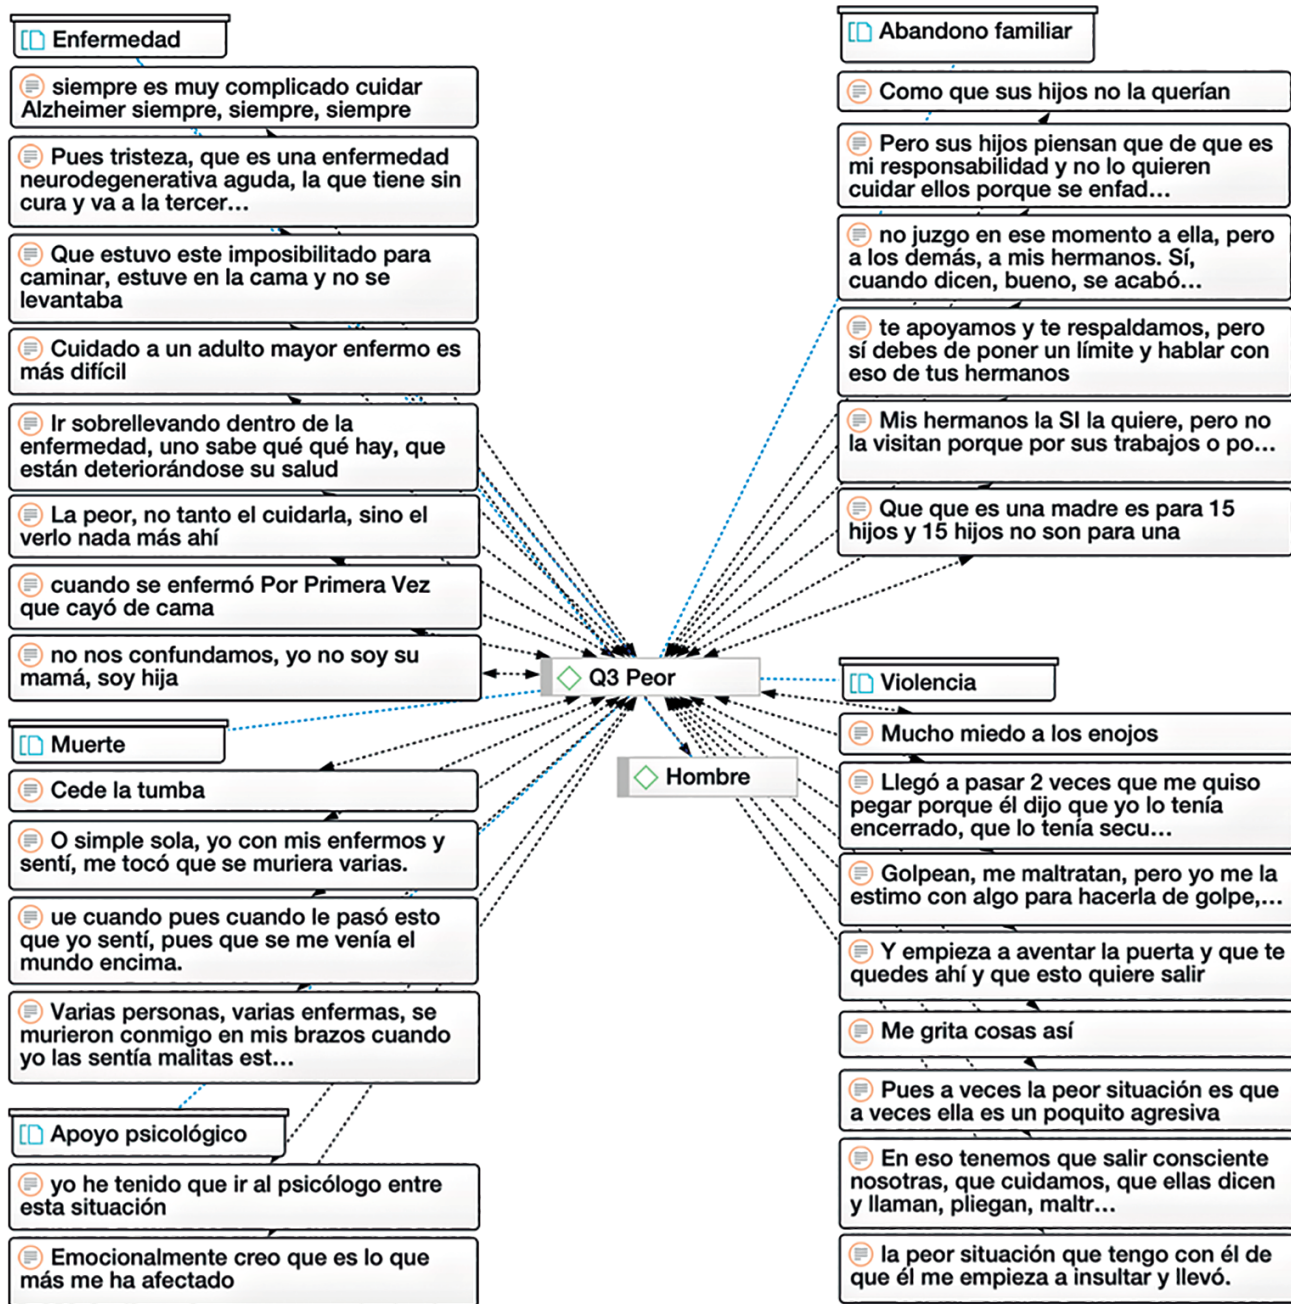 Enfermedad
siempre es muy complicado cuidar
Alzheimer siempre, siempre, siempre
Pues tristeza, que es una enfermedad
neurodegenerativa aguda, la que tiene sin
cura y va a la tercer...
Que estuvo este imposibilitado para
caminar, estuve en la cama y no se
levantaba
Cuidado a un adulto mayor enfermo es
más difícil
Ir sobrellevando dentro de la
enfermedad, uno sabe qué qué hay, que
están deteriorándose su salud
La peor, no tanto el cuidarla, sino el
verlo nada más ahí
cuando se enfermó Por Primera Vez
que cayó de cama
no nos confundamos, yo no soy su
mamá, soy hija
Muerte
Cede la tumba
O simple sola, yo con mis enfermos y
sentí, me tocó que se muriera varias.
ue cuando pues cuando le pasó esto
que yo sentí, pues que se me venía el
mundo encima.
Varias personas, varias enfermas, se
murieron conmigo en mis brazos cuando
yo las sentía malitas est...
Apoyo psicológico
yo he tenido que ir al psicólogo entre
esta situación
Emocionalmente creo que es lo que
más me ha afectado
Q3 Peor
Hombre
Abandono familiar
Como que sus hijos no la querían
Pero sus hijos piensan que de que es
mi responsabilidad y no lo quieren
cuidar ellos porque se enfad...
no juzgo en ese momento a ella, pero
a los demás, a mis hermanos. Sí,
cuando dicen, bueno, se acabó...
te apoyamos y te respaldamos, pero
sí debes de poner un límite y hablar con
eso de tus hermanos
Mis hermanos la SI la quiere, pero no
la visitan porque por sus trabajos o po...
Que que es una madre es para 15
hijos y 15 hijos no son para una
Violencia
Mucho miedo a los enojos
Llegó a pasar 2 veces que me quiso
pegar porque él dijo que yo lo tenía
encerrado, que lo tenía secu...
Golpean, me maltratan, pero yo me la
estimo con algo para hacerla de golpe,...
Y empieza a aventar la puerta y que te
quedes ahí y que esto quiere salir
Me grita cosas así
Pues a veces la peor situación es que
a veces ella es un poquito agresiva
En eso tenemos que salir consciente
nosotras, que cuidamos, que ellas dicen
y llaman, pliegan, maltr...
la peor situación que tengo con él de
que él me empieza a insultar y llevó.